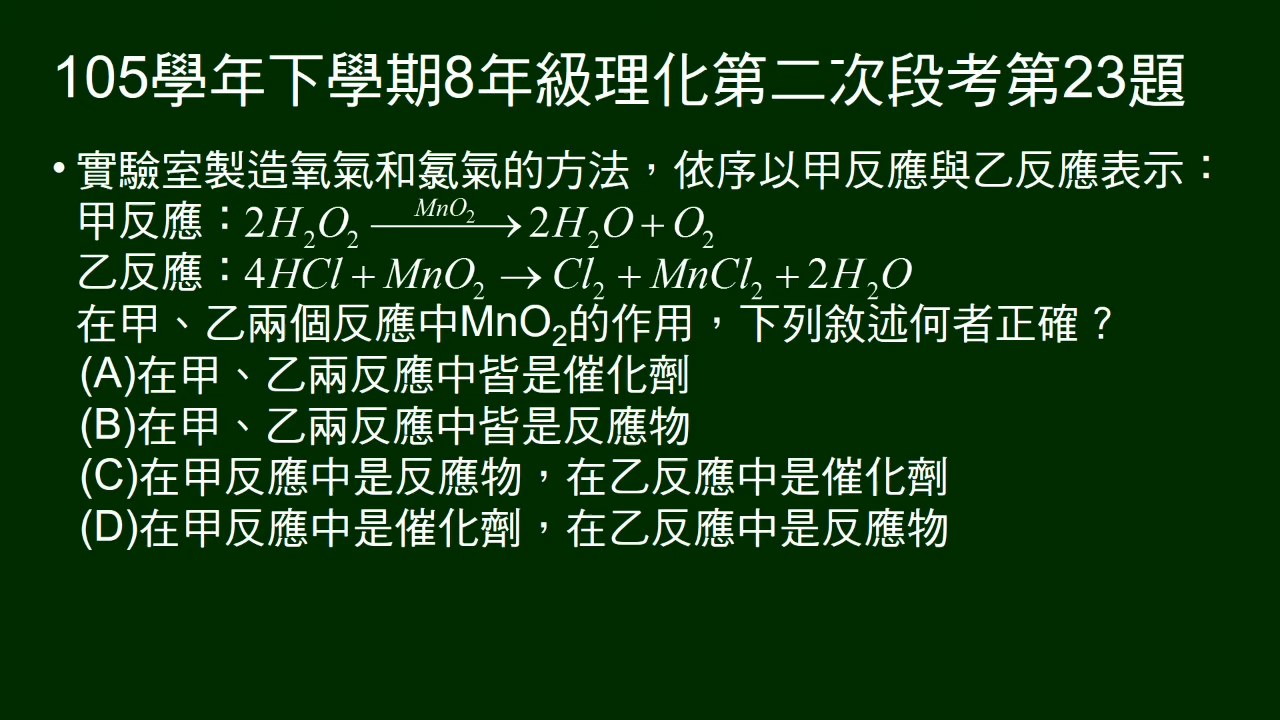 105學年下學期8年級理化第二次段考第23題
• 實驗室製造氧氣和氯氣的方法，依序以甲反應與乙反應表示：
甲反應：2H₂O₂ —MnO₂→ 2H₂O + O₂
乙反應：4HCl + MnO₂ → Cl₂ + MnCl₂ + 2H₂O
在甲、乙兩個反應中MnO₂的作用，下列敘述何者正確？
(A)在甲、乙兩反應中皆是催化劑
(B)在甲、乙兩反應中皆是反應物
(C)在甲反應中是反應物，在乙反應中是催化劑
(D)在甲反應中是催化劑，在乙反應中是反應物